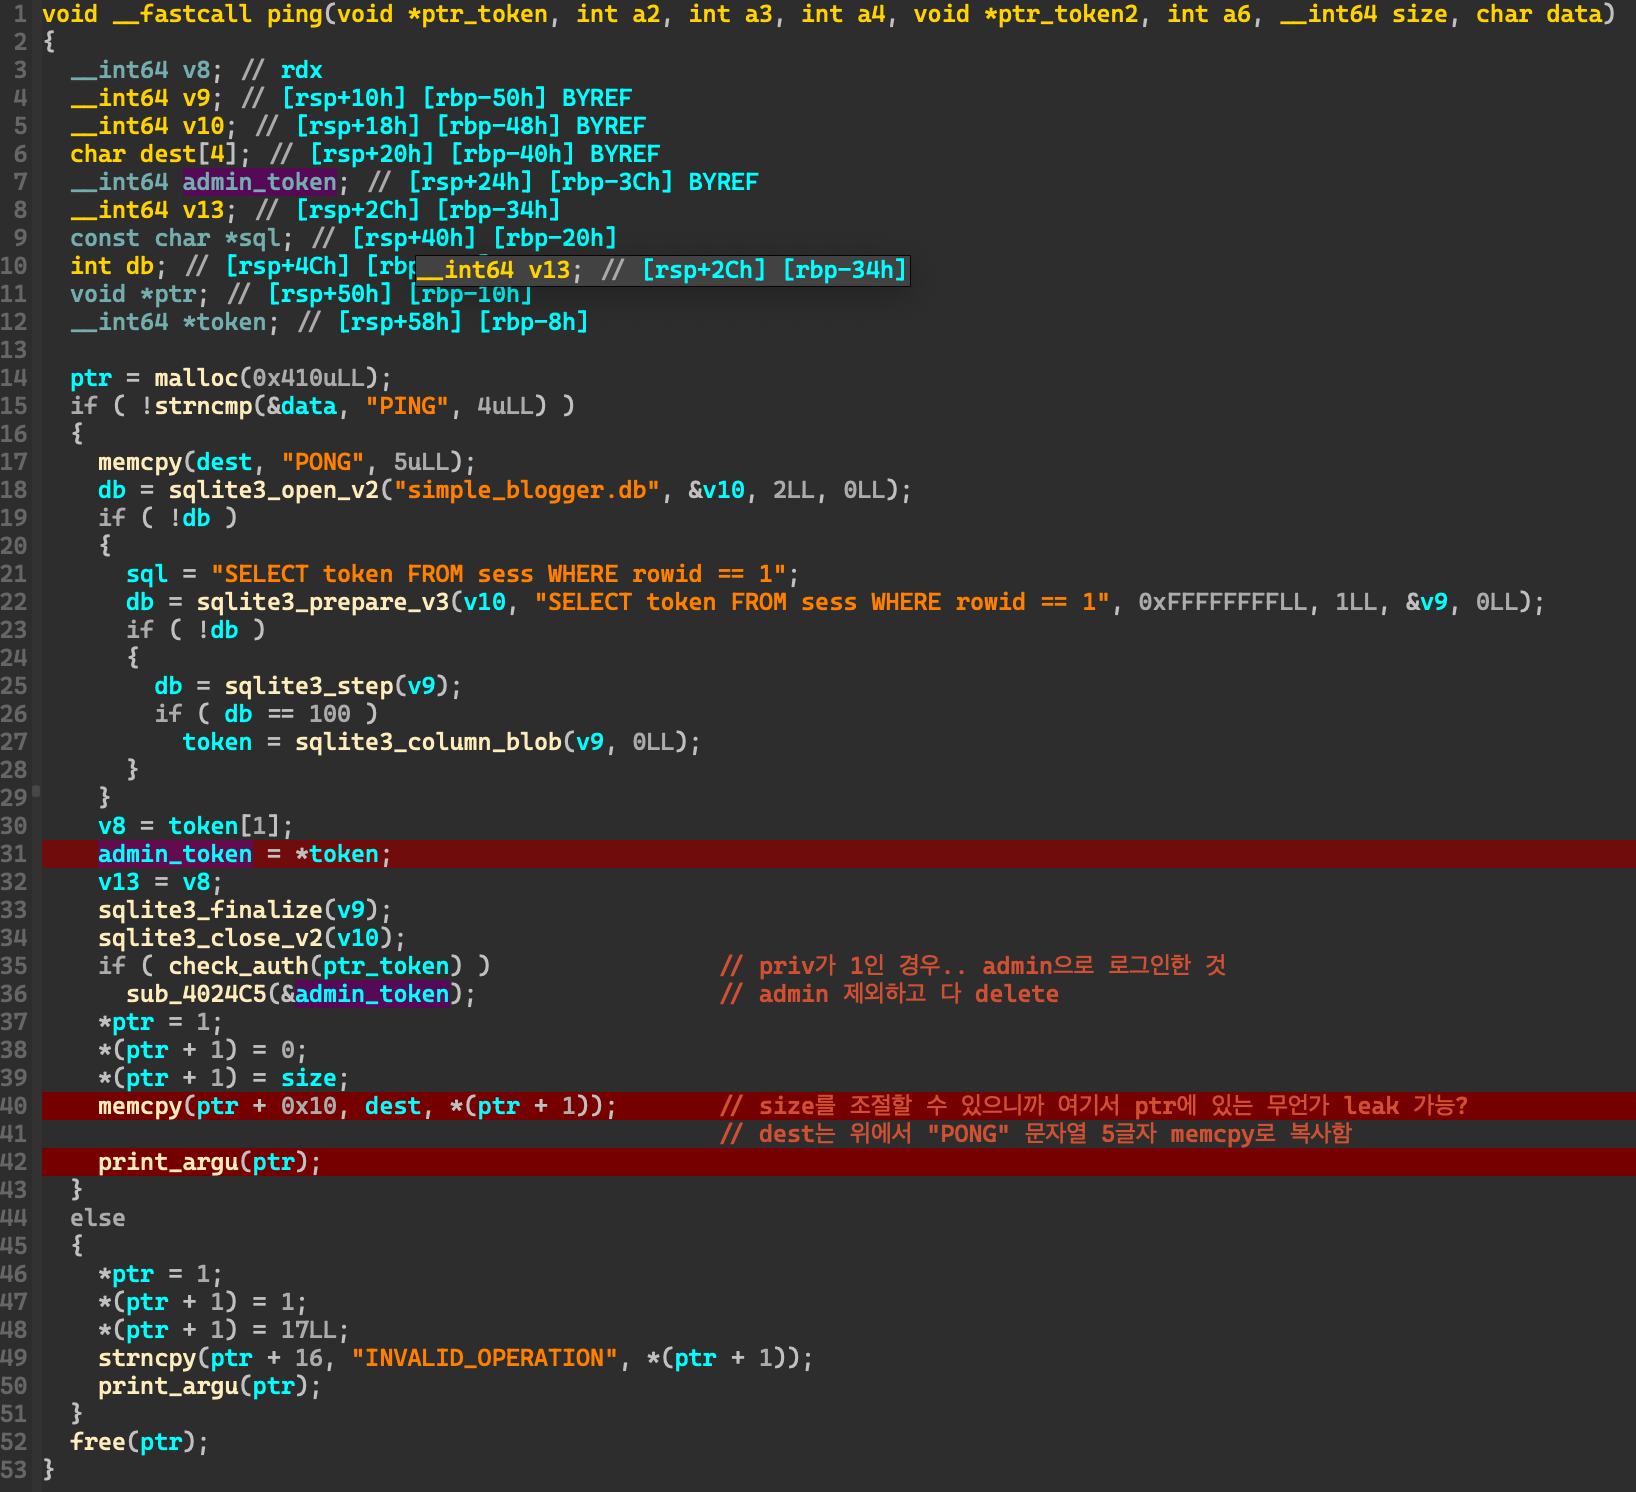 1 void __fastcall ping(void *ptr_token, int a2, int a3, int a4, void *ptr_token2, int a6, __int64 size, char data)
2 {
3   __int64 v8; // rdx
4   __int64 v9; // [rsp+10h] [rbp-50h] BYREF
5   __int64 v10; // [rsp+18h] [rbp-48h] BYREF
6   char dest[4]; // [rsp+20h] [rbp-40h] BYREF
7   __int64 admin_token; // [rsp+24h] [rbp-3Ch] BYREF
8   __int64 v13; // [rsp+2Ch] [rbp-34h]
9   const char *sql; // [rsp+40h] [rbp-20h]
10   int db; // [rsp+4Ch] [rbp
__int64 v13; // [rsp+2Ch] [rbp-34h]
11   void *ptr; // [rsp+50h] [rbp-10h]
12   __int64 *token; // [rsp+58h] [rbp-8h]
13
14   ptr = malloc(0x410uLL);
15   if ( !strncmp(&data, "PING", 4uLL) )
16   {
17     memcpy(dest, "PONG", 5uLL);
18     db = sqlite3_open_v2("simple_blogger.db", &v10, 2LL, 0LL);
19     if ( !db )
20     {
21       sql = "SELECT token FROM sess WHERE rowid == 1";
22       db = sqlite3_prepare_v3(v10, "SELECT token FROM sess WHERE rowid == 1", 0xFFFFFFFFLL, 1LL, &v9, 0LL);
23       if ( !db )
24       {
25         db = sqlite3_step(v9);
26         if ( db == 100 )
27           token = sqlite3_column_blob(v9, 0LL);
28       }
29     }
30     v8 = token[1];
31     admin_token = *token;
32     v13 = v8;
33     sqlite3_finalize(v9);
34     sqlite3_close_v2(v10);
35     if ( check_auth(ptr_token) )                 // priv가 1인 경우.. admin으로 로그인한 것
36       sub_4024C5(&admin_token);                  // admin 제외하고 다 delete
37     *ptr = 1;
38     *(ptr + 1) = 0;
39     *(ptr + 1) = size;
40     memcpy(ptr + 0x10, dest, *(ptr + 1));        // size를 조절할 수 있으니까 여기서 ptr에 있는 무언가 leak 가능?
41                                                  // dest는 위에서 "PONG" 문자열 5글자 memcpy로 복사함
42     print_argu(ptr);
43   }
44   else
45   {
46     *ptr = 1;
47     *(ptr + 1) = 1;
48     *(ptr + 1) = 17LL;
49     strncpy(ptr + 16, "INVALID_OPERATION", *(ptr + 1));
50     print_argu(ptr);
51   }
52   free(ptr);
53 }